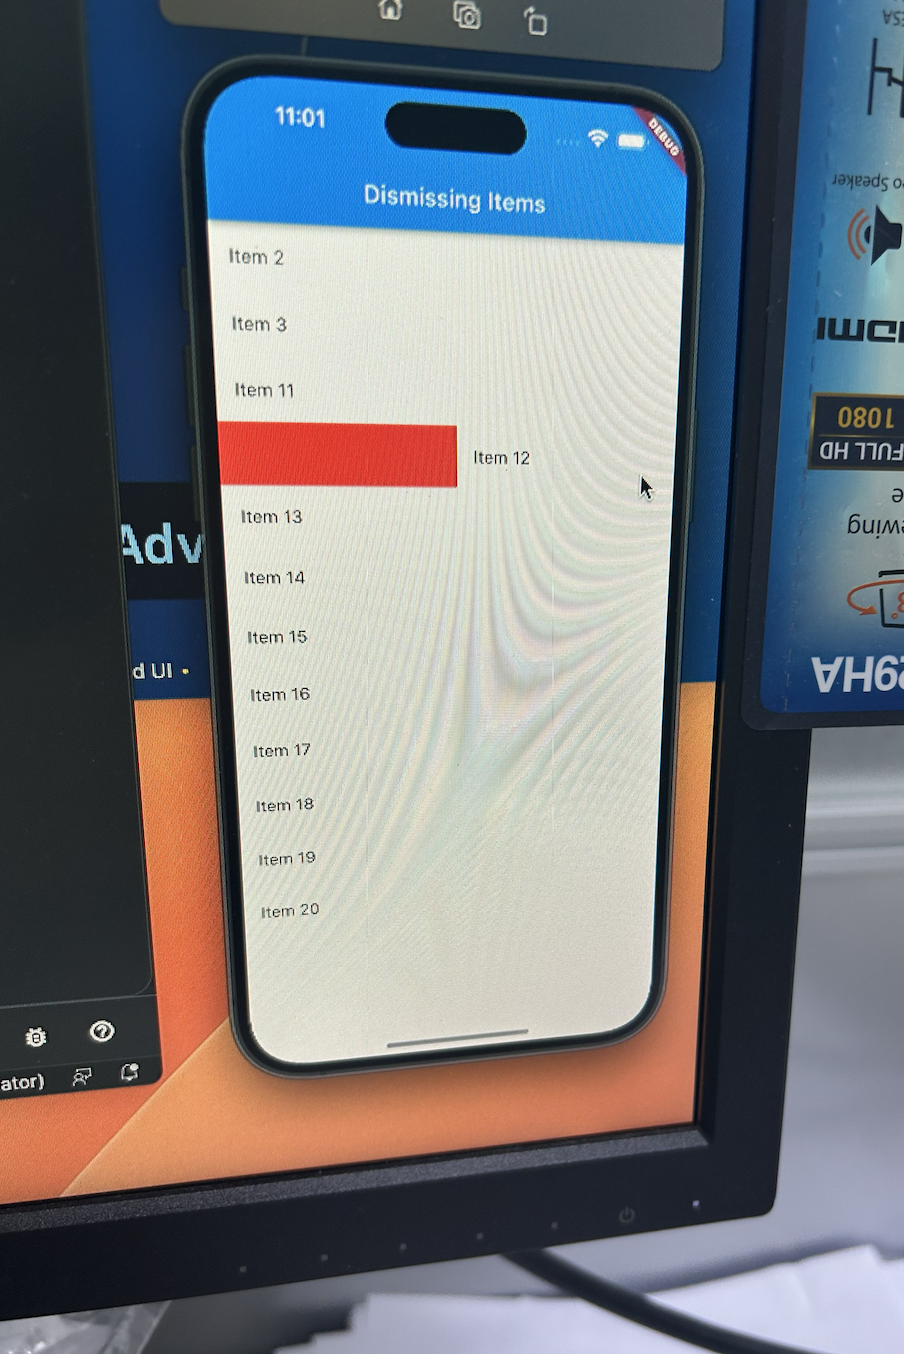 11:01
DEBUG
Dismissing Items
Item 2
Item 3
Item 11
Item 12
Item 13
Item 14
Item 15
Item 16
Item 17
Item 18
Item 19
Item 20
Adv
d UI •
ator)
Speaker
1080
FULL HD
29HA